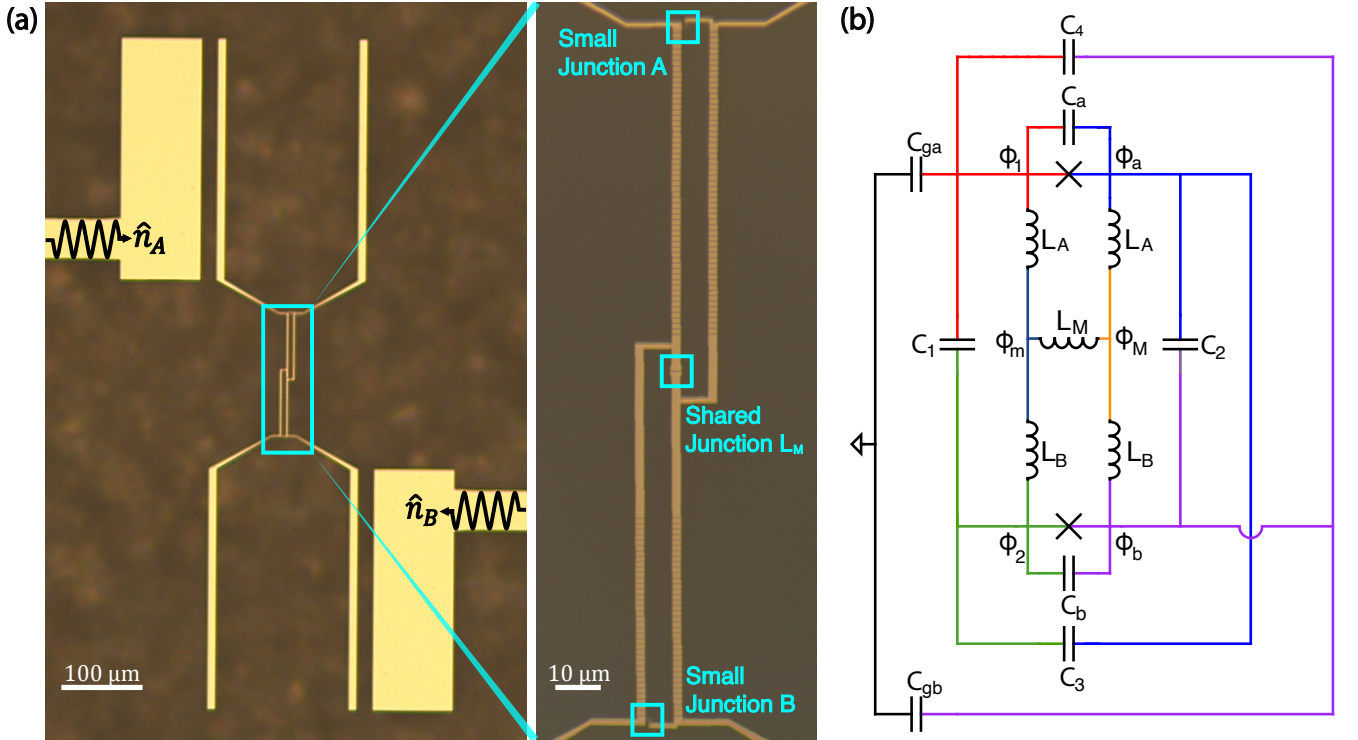 (a)
n̂A
n̂B
100 μm
Small
Junction A
Shared
Junction LM
Small
Junction B
10 μm
(b)
C4
Ca
Cga
ϕ1
ϕa
LA
LA
LM
C1
ϕm
ϕM
C2
LB
LB
ϕ2
ϕb
Cb
C3
Cgb